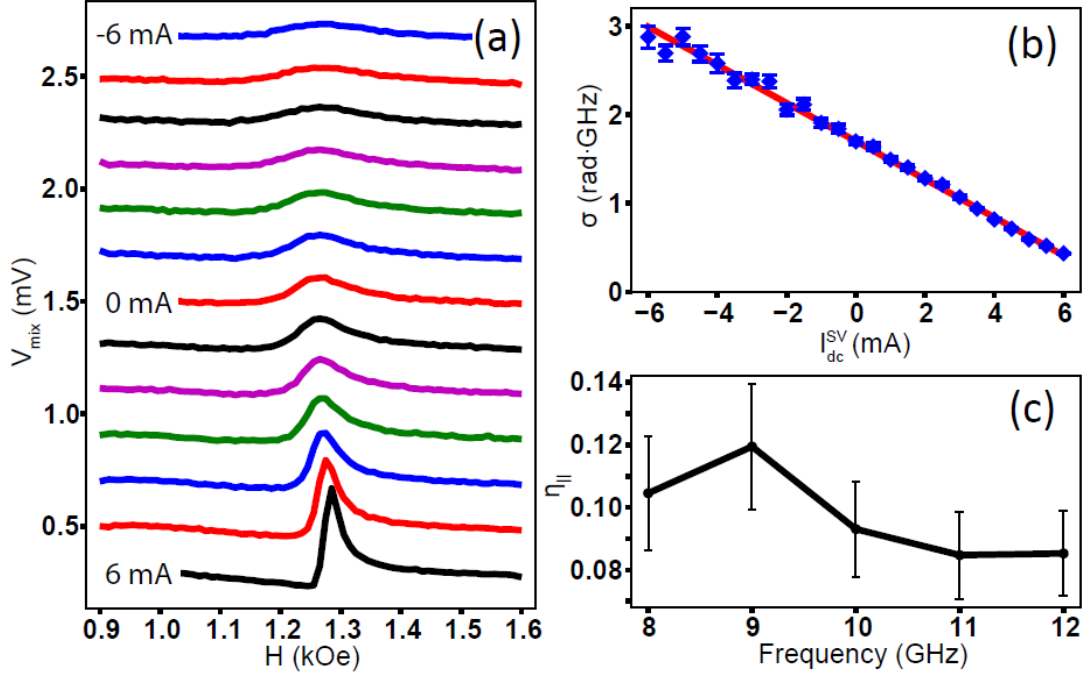 (a)
-6 mA
0 mA
6 mA
V_mix (mV)
2.5
2.0
1.5
1.0
0.5
0.9 1.0 1.1 1.2 1.3 1.4 1.5 1.6
H (kOe)
(b)
σ (rad·GHz)
3
2
1
0
−6 −4 −2 0 2 4 6
I_dc^SV (mA)
(c)
η_||
0.14
0.12
0.10
0.08
8 9 10 11 12
Frequency (GHz)